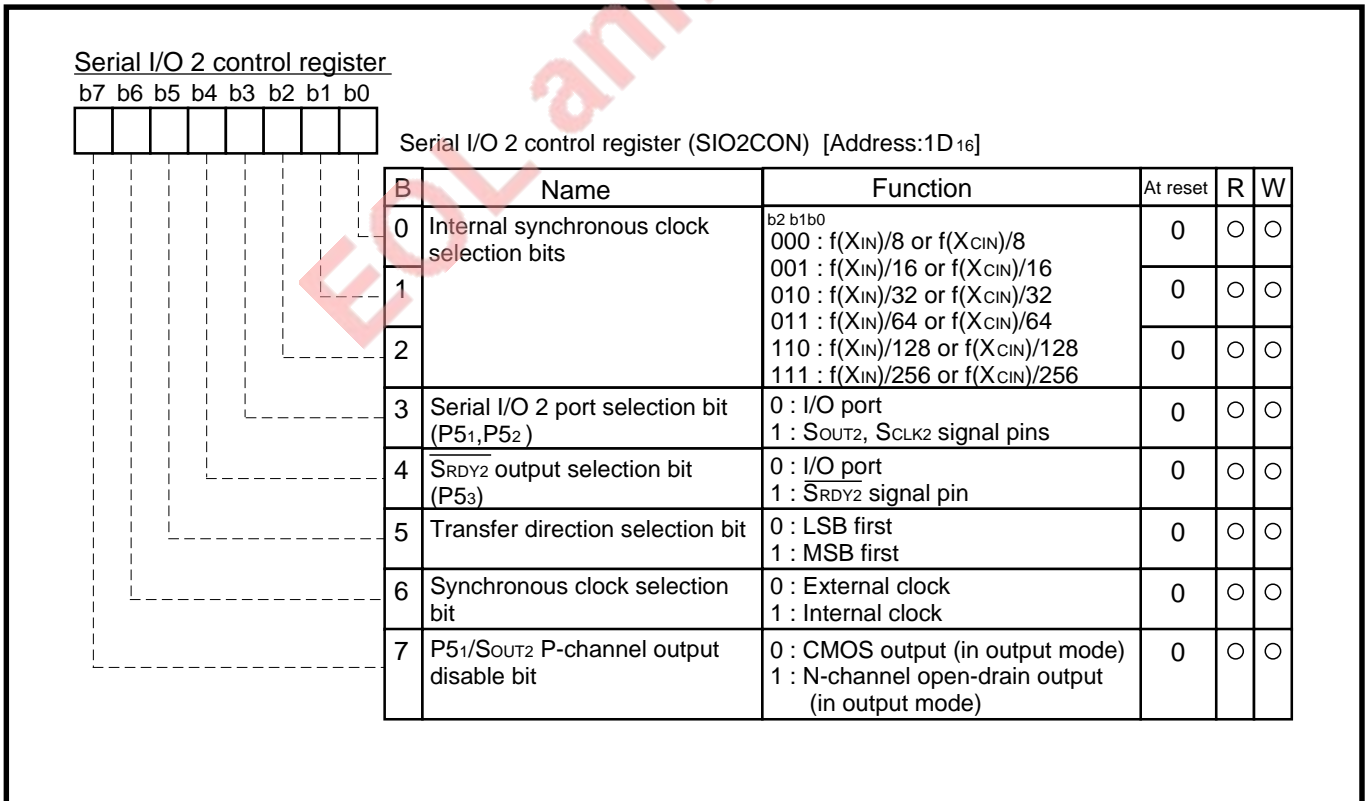 Serial I/O 2 control register
b7 b6 b5 b4 b3 b2 b1 b0
Serial I/O 2 control register (SIO2CON) [Address:1D16]
B Name Function At reset R W
0 Internal synchronous clock selection bits
b2 b1b0
000 : f(XIN)/8 or f(XCIN)/8
001 : f(XIN)/16 or f(XCIN)/16
010 : f(XIN)/32 or f(XCIN)/32
011 : f(XIN)/64 or f(XCIN)/64
110 : f(XIN)/128 or f(XCIN)/128
111 : f(XIN)/256 or f(XCIN)/256
0 ○ ○
1 0 ○ ○
2 0 ○ ○
3 Serial I/O 2 port selection bit
(P51,P52 )
0 : I/O port
1 : SOUT2, SCLK2 signal pins
0 ○ ○
4 SRDY2 output selection bit
(P53)
0 : I/O port
1 : SRDY2 signal pin
0 ○ ○
5 Transfer direction selection bit
0 : LSB first
1 : MSB first
0 ○ ○
6 Synchronous clock selection
bit
0 : External clock
1 : Internal clock
0 ○ ○
7 P51/SOUT2 P-channel output
disable bit
0 : CMOS output (in output mode)
1 : N-channel open-drain output
(in output mode)
0 ○ ○
EOL